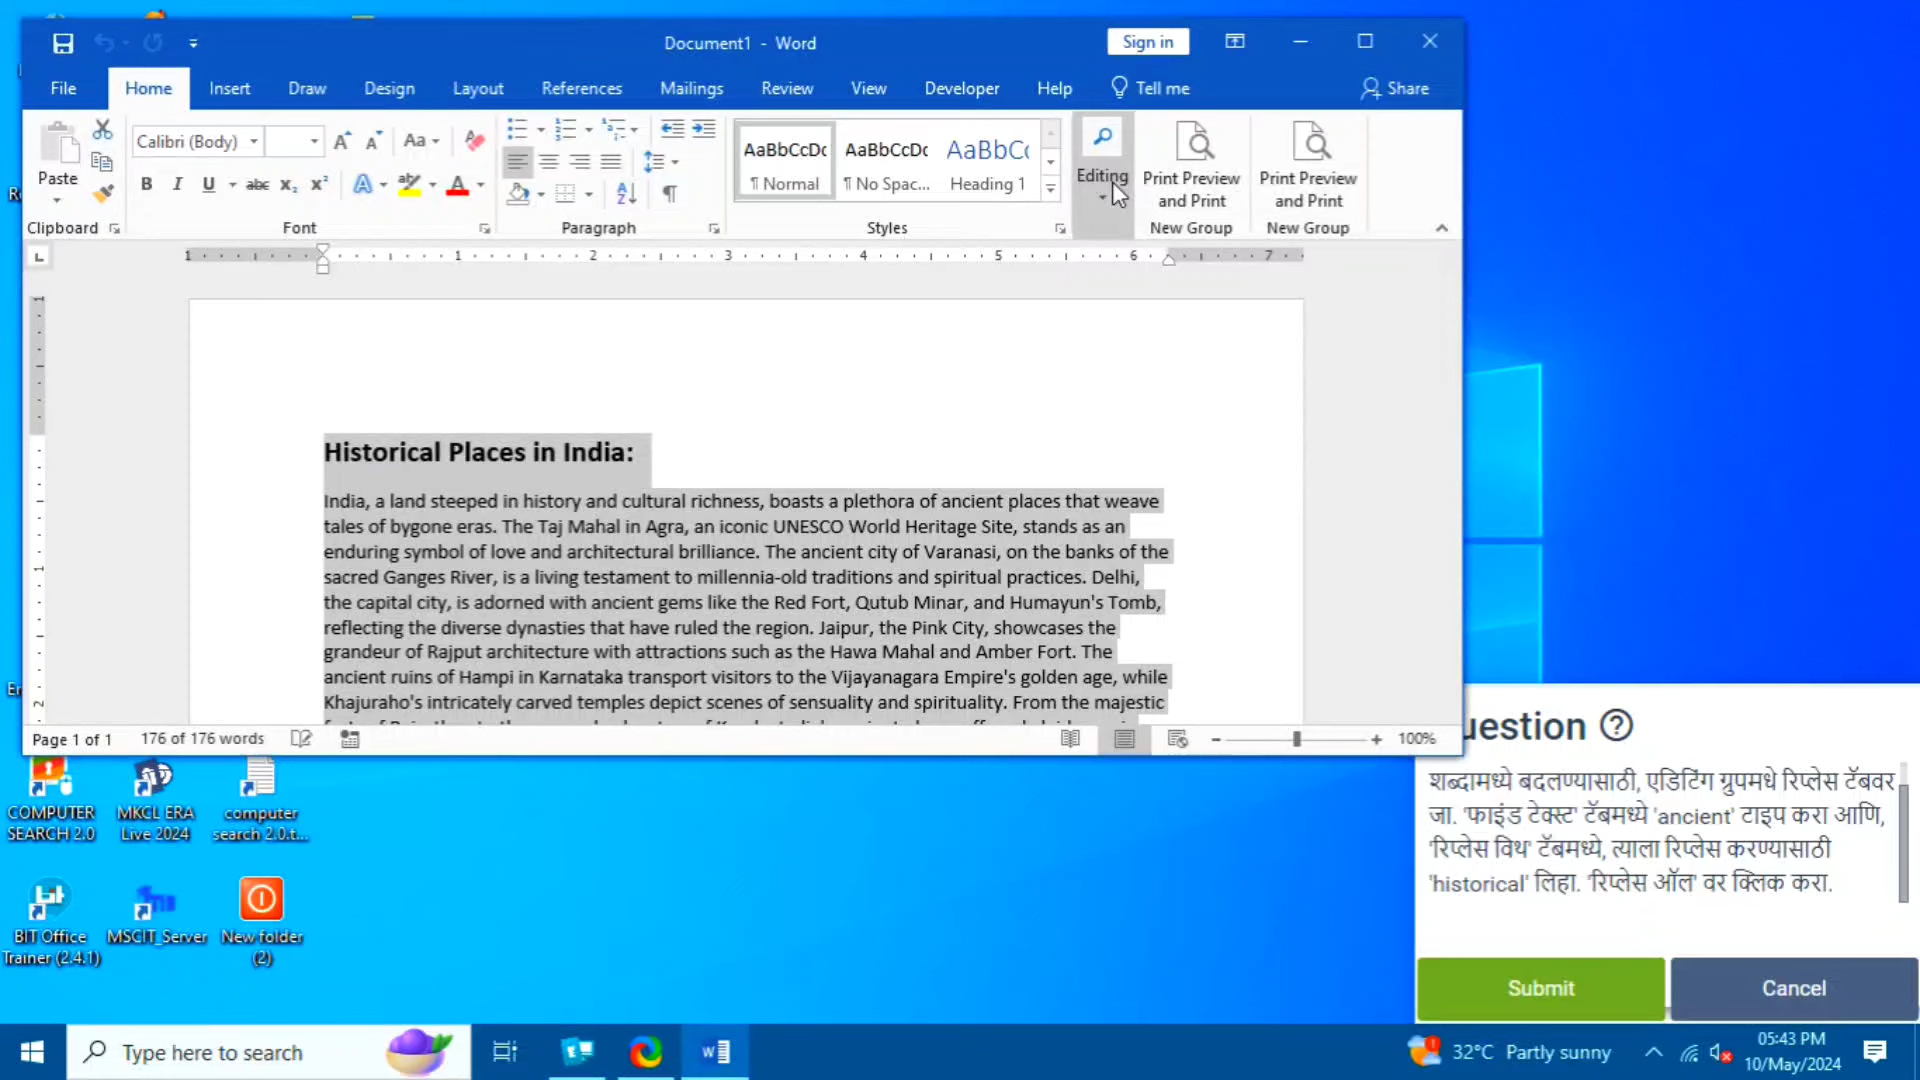 Document1 - Word
Sign in
File Home Insert Draw Design Layout References Mailings Review View Developer Help Tell me Share
Paste
Clipboard
Calibri (Body)
Aa
B I U abc X₂ X²
Font
Paragraph
AaBbCcDc AaBbCcDc AaBbC
¶ Normal ¶ No Spac... Heading 1
Styles
Editing
Print Preview and Print
New Group
Print Preview and Print
New Group
1 1 2 3 4 5 6 7
Historical Places in India:
India, a land steeped in history and cultural richness, boasts a plethora of ancient places that weave
tales of bygone eras. The Taj Mahal in Agra, an iconic UNESCO World Heritage Site, stands as an
enduring symbol of love and architectural brilliance. The ancient city of Varanasi, on the banks of the
sacred Ganges River, is a living testament to millennia-old traditions and spiritual practices. Delhi,
the capital city, is adorned with ancient gems like the Red Fort, Qutub Minar, and Humayun's Tomb,
reflecting the diverse dynasties that have ruled the region. Jaipur, the Pink City, showcases the
grandeur of Rajput architecture with attractions such as the Hawa Mahal and Amber Fort. The
ancient ruins of Hampi in Karnataka transport visitors to the Vijayanagara Empire's golden age, while
Khajuraho's intricately carved temples depict scenes of sensuality and spirituality. From the majestic
Page 1 of 1 176 of 176 words 100%
uestion ?
शब्दामध्ये बदलण्यासाठी, एडिटिंग ग्रुपमधे रिप्लेस टॅबवर
जा. 'फाइंड टेक्स्ट' टॅबमध्ये 'ancient' टाइप करा आणि,
'रिप्लेस विथ' टॅबमध्ये, त्याला रिप्लेस करण्यासाठी
'historical' लिहा. 'रिप्लेस ऑल' वर क्लिक करा.
Submit Cancel
COMPUTER SEARCH 2.0
MKCL ERA Live 2024
computer search 2.0.t...
BIT Office Trainer (2.4.1)
MSCIT_Server
New folder (2)
Type here to search
32°C Partly sunny
05:43 PM
10/May/2024